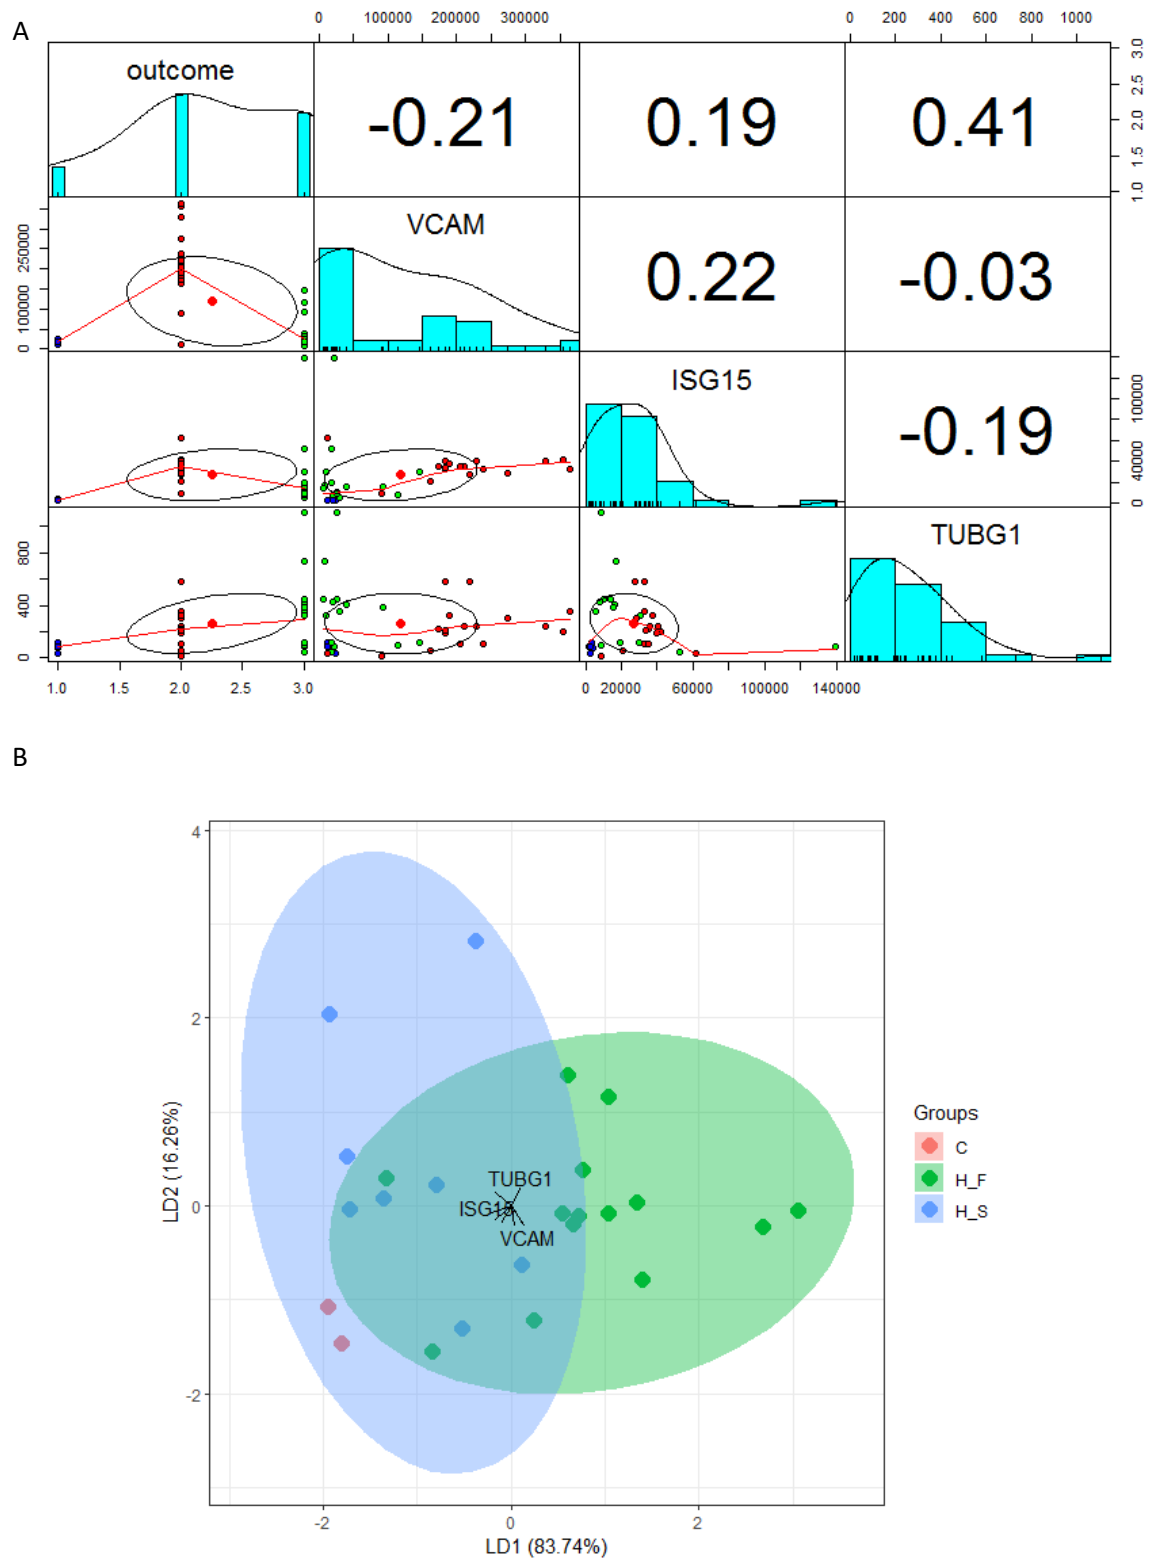 A
0 100000 200000 300000
0 200 400 600 800 1000
outcome
-0.21
0.19
0.41
1.0 1.5 2.0 2.5 3.0
0 100000 250000
VCAM
0.22
-0.03
ISG15
-0.19
0 40000 100000
0 400 800
TUBG1
1.0 1.5 2.0 2.5 3.0
0 20000 60000 100000 140000
B
4
2
0
-2
LD2 (16.26%)
TUBG1
ISG15
VCAM
-2 0 2
LD1 (83.74%)
Groups
C
H_F
H_S